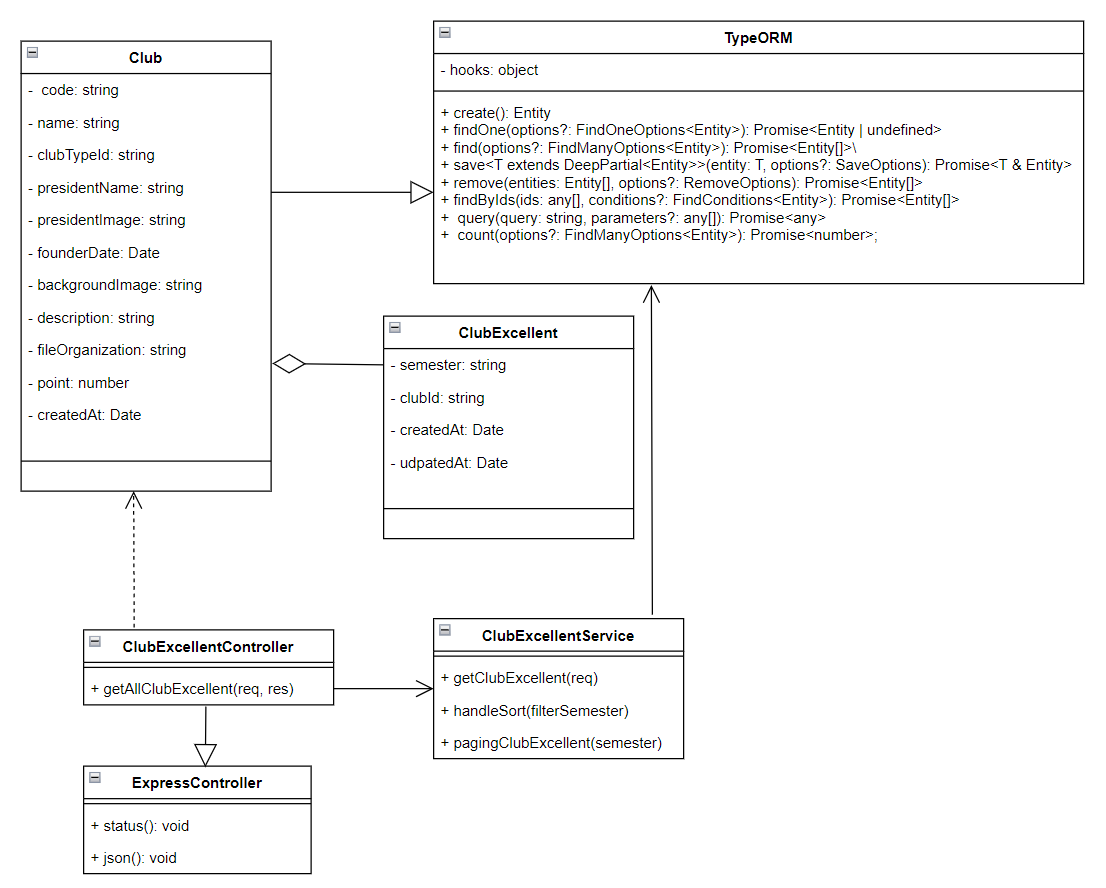 Club
- code: string
- name: string
- clubTypeId: string
- presidentName: string
- presidentImage: string
- founderDate: Date
- backgroundImage: string
- description: string
- fileOrganization: string
- point: number
- createdAt: Date
TypeORM
- hooks: object
+ create(): Entity
+ findOne(options?: FindOneOptions<Entity>): Promise<Entity | undefined>
+ find(options?: FindManyOptions<Entity>): Promise<Entity[]>\
+ save<T extends DeepPartial<Entity>>(entity: T, options?: SaveOptions): Promise<T & Entity>
+ remove(entities: Entity[], options?: RemoveOptions): Promise<Entity[]>
+ findByIds(ids: any[], conditions?: FindConditions<Entity>): Promise<Entity[]>
+ query(query: string, parameters?: any[]): Promise<any>
+ count(options?: FindManyOptions<Entity>): Promise<number>;
ClubExcellent
- semester: string
- clubId: string
- createdAt: Date
- udpatedAt: Date
ClubExcellentController
+ getAllClubExcellent(req, res)
ClubExcellentService
+ getClubExcellent(req)
+ handleSort(filterSemester)
+ pagingClubExcellent(semester)
ExpressController
+ status(): void
+ json(): void